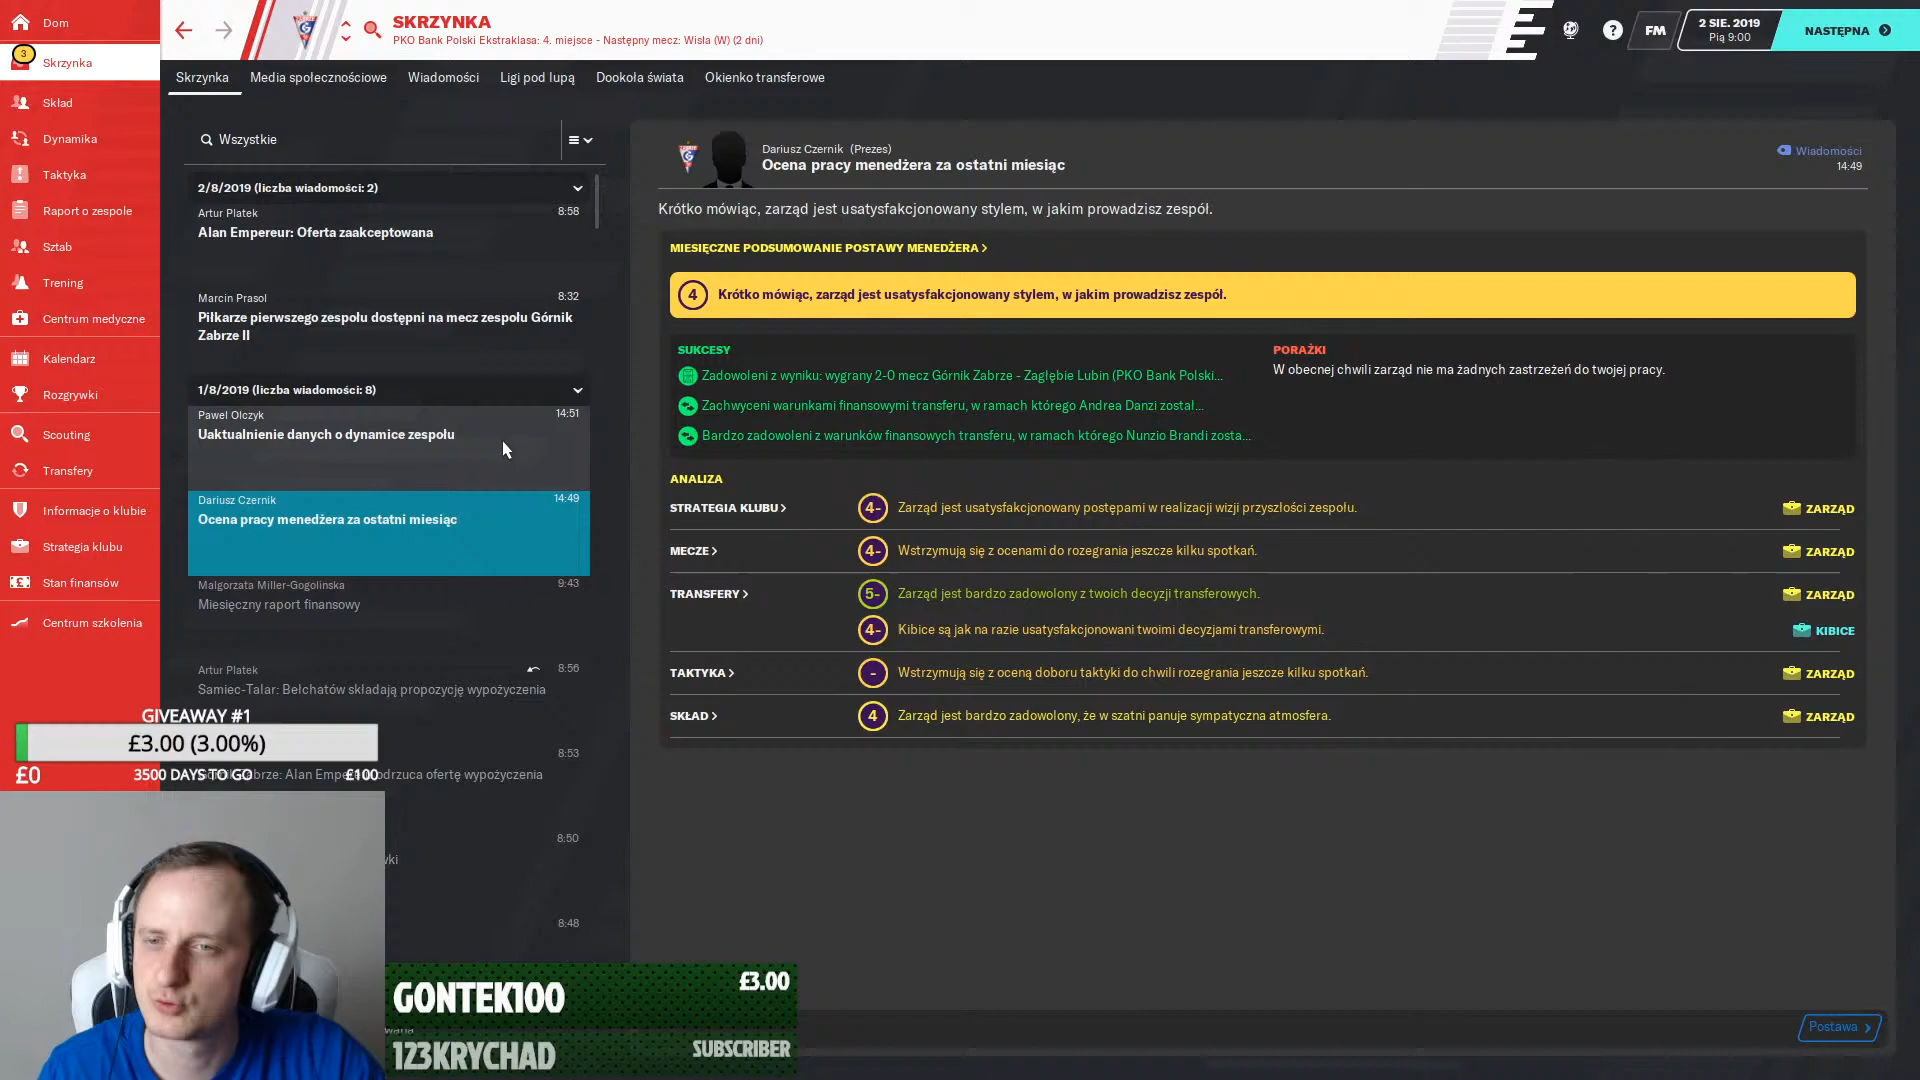 Dom
3
Skrzynka
Skład
Dynamika
Taktyka
Raport o zespole
Sztab
Trening
Centrum medyczne
Kalendarz
Rozgrywki
Scouting
Transfery
Informacje o klubie
Strategia klubu
Stan finansów
Centrum szkolenia
SKRZYNKA
PKO Bank Polski Ekstraklasa: 4. miejsce - Następny mecz: Wisła (W) (2 dni)
?
FM
2 SIE. 2019
Pią 9:00
NASTĘPNA
Skrzynka
Media społecznościowe
Wiadomości
Ligi pod lupą
Dookoła świata
Okienko transferowe
Wszystkie
2/8/2019 (liczba wiadomości: 2)
Artur Płatek 8:58
Alan Empereur: Oferta zaakceptowana
Marcin Prasol 8:32
Piłkarze pierwszego zespołu dostępni na mecz zespołu Górnik
Zabrze II
1/8/2019 (liczba wiadomości: 8)
Paweł Olczyk 14:51
Uaktualnienie danych o dynamice zespołu
Dariusz Czernik 14:49
Ocena pracy menedżera za ostatni miesiąc
Małgorzata Miller-Gogolińska 9:43
Miesięczny raport finansowy
Artur Płatek 8:56
Samiec-Talar: Bełchatów składają propozycję wypożyczenia
8:53
odrzuca ofertę wypożyczenia
8:50
8:48
Dariusz Czernik (Prezes)
Ocena pracy menedżera za ostatni miesiąc
Wiadomości
14:49
Krótko mówiąc, zarząd jest usatysfakcjonowany stylem, w jakim prowadzisz zespół.
MIESIĘCZNE PODSUMOWANIE POSTAWY MENEDŻERA
4 Krótko mówiąc, zarząd jest usatysfakcjonowany stylem, w jakim prowadzisz zespół.
SUKCESY
Zadowoleni z wyniku: wygrany 2-0 mecz Górnik Zabrze - Zagłębie Lubin (PKO Bank Polski...
Zachwyceni warunkami finansowymi transferu, w ramach którego Andrea Danzi został...
Bardzo zadowoleni z warunków finansowych transferu, w ramach którego Nunzio Brandi zosta...
PORAŻKI
W obecnej chwili zarząd nie ma żadnych zastrzeżeń do twojej pracy.
ANALIZA
STRATEGIA KLUBU 4- Zarząd jest usatysfakcjonowany postępami w realizacji wizji przyszłości zespołu. ZARZĄD
MECZE 4- Wstrzymują się z ocenami do rozegrania jeszcze kilku spotkań. ZARZĄD
TRANSFERY 5- Zarząd jest bardzo zadowolony z twoich decyzji transferowych. ZARZĄD
4- Kibice są jak na razie usatysfakcjonowani twoimi decyzjami transferowymi. KIBICE
TAKTYKA - Wstrzymują się z oceną doboru taktyki do chwili rozegrania jeszcze kilku spotkań. ZARZĄD
SKŁAD 4 Zarząd jest bardzo zadowolony, że w szatni panuje sympatyczna atmosfera. ZARZĄD
Postawa
GIVEAWAY #1
£3.00 (3.00%)
£0 3500 DAYS TO GO £100
GONTEK100 £3.00
123KRYCHAD SUBSCRIBER